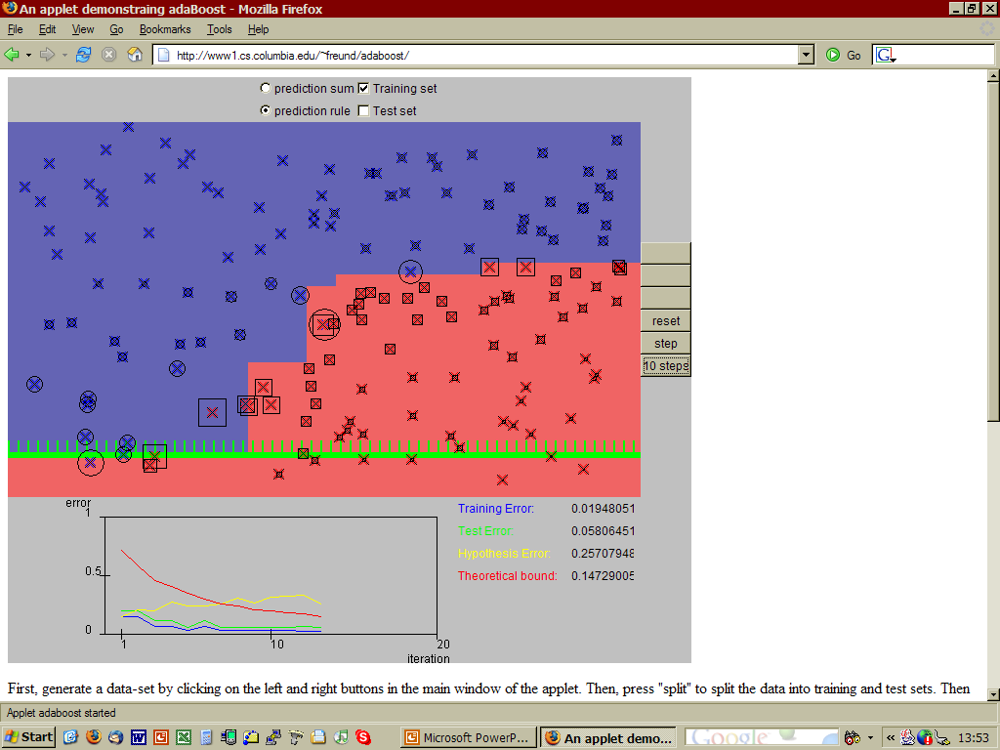 An applet demonstraing adaBoost - Mozilla Firefox
File Edit View Go Bookmarks Tools Help
http://www1.cs.columbia.edu/~freund/adaboost/ Go
prediction sum Training set
prediction rule Test set
reset
step
10 steps
error
1
0.5
0
1 10 20
iteration
Training Error: 0.01948051
Test Error: 0.05806451
Hypothesis Error: 0.25707948
Theoretical bound: 0.14729005
First, generate a data-set by clicking on the left and right buttons in the main window of the applet. Then, press "split" to split the data into training and test sets. Then
Applet adaboost started
Start Microsoft PowerP... An applet demo... Google 13:53